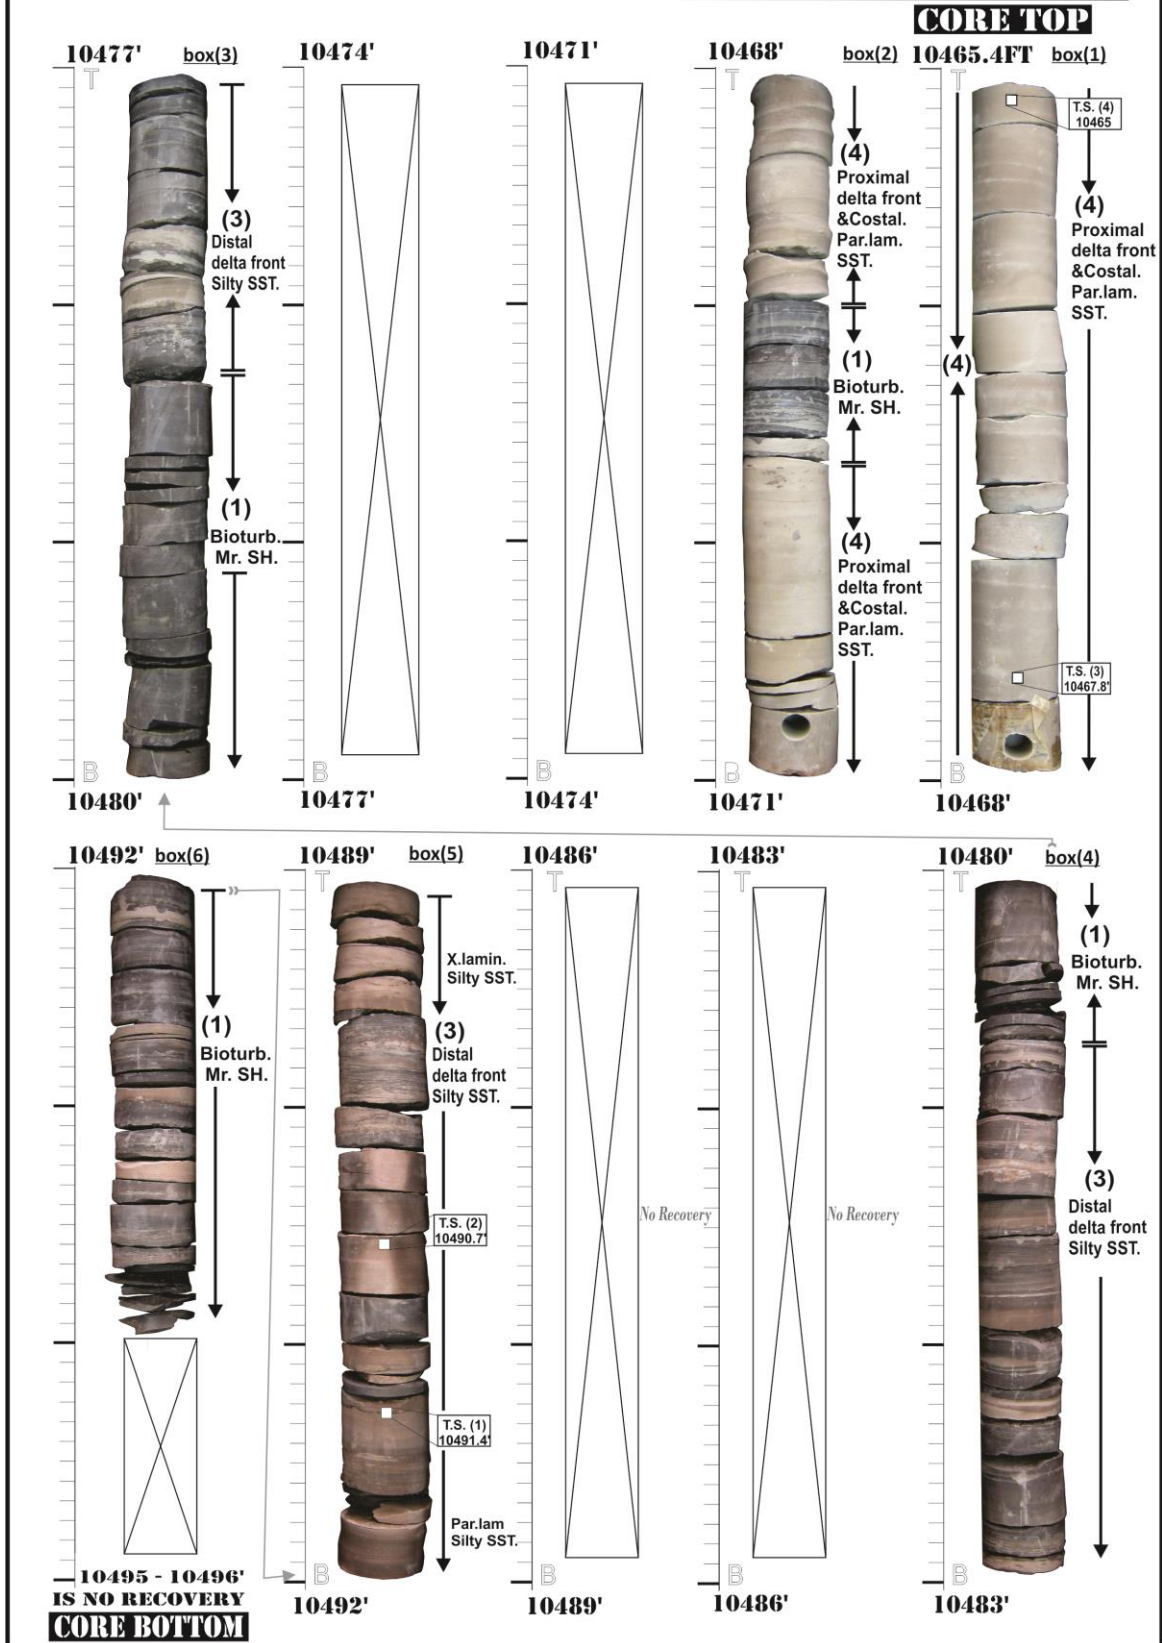 CORE TOP
10477'
box(3)
T
(3)
Distal
delta front
Silty SST.
(1)
Bioturb.
Mr. SH.
B
10480'
10474'
B
10477'
10471'
B
10474'
10468'
box(2)
T
(4)
Proximal
delta front
&Costal.
Par.lam.
SST.
(1)
Bioturb.
Mr. SH.
(4)
Proximal
delta front
&Costal.
Par.lam.
SST.
B
10471'
10465.4FT
box(1)
T
T.S. (4)
10465
(4)
Proximal
delta front
&Costal.
Par.lam.
SST.
(4)
T.S. (3)
10467.8'
B
10468'
10492'
box(6)
(1)
Bioturb.
Mr. SH.
10495 - 10496'
IS NO RECOVERY
CORE BOTTOM
10489'
box(5)
T
X.lamin.
Silty SST.
(3)
Distal
delta front
Silty SST.
T.S. (2)
10490.7'
T.S. (1)
10491.4'
Par.lam
Silty SST.
B
10492'
10486'
T
No Recovery
B
10489'
10483'
T
No Recovery
B
10486'
10480'
box(4)
T
(1)
Bioturb.
Mr. SH.
(3)
Distal
delta front
Silty SST.
B
10483'